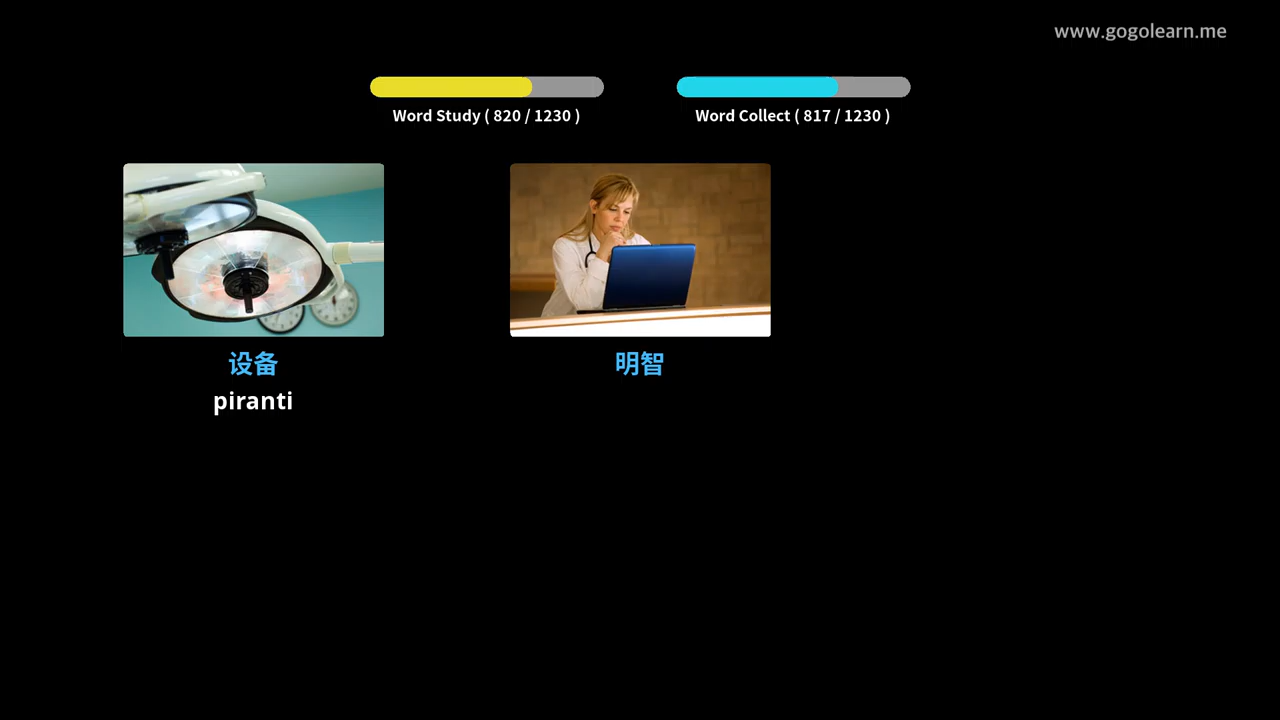 www.gogolearn.me
Word Study ( 820 / 1230 )
Word Collect ( 817 / 1230 )
设备
piranti
明智